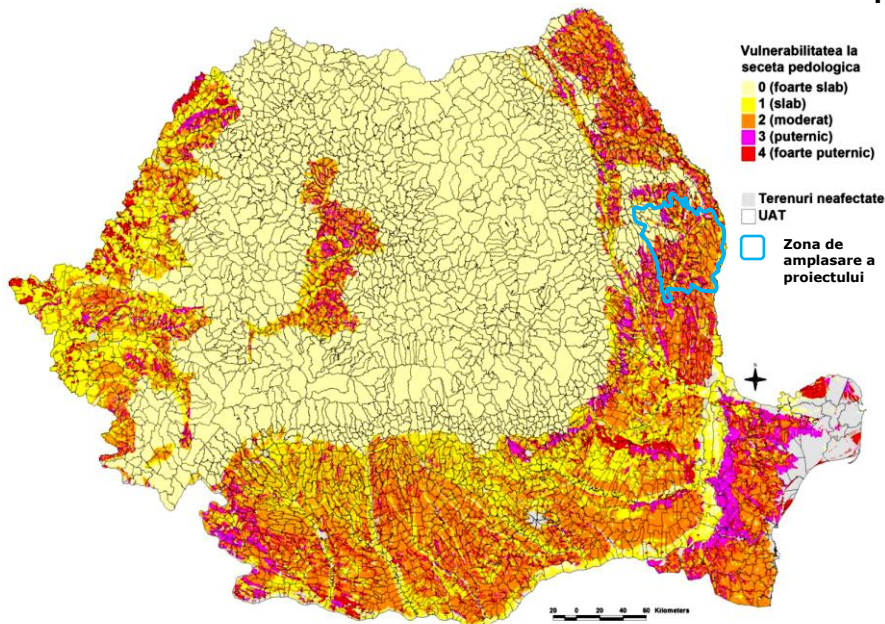 Vulnerabilitatea la
seceta pedologica
0 (foarte slab)
1 (slab)
2 (moderat)
3 (puternic)
4 (foarte puternic)
Terenuri neafectate
UAT
Zona de
amplasare a
proiectului
N
20 0 20 40 60 Kilometers